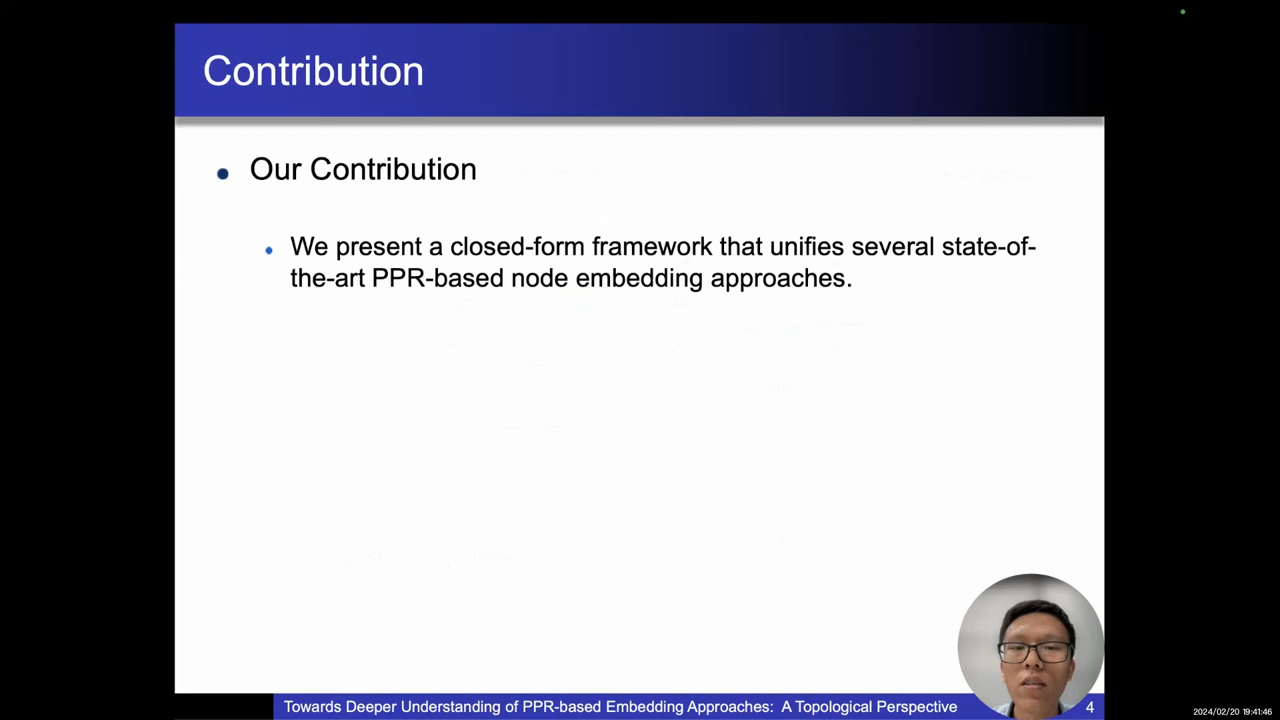 Contribution
Our Contribution
We present a closed-form framework that unifies several state-of-
the-art PPR-based node embedding approaches.
Towards Deeper Understanding of PPR-based Embedding Approaches: A Topological Perspective
4
2024/02/20 19:41:46